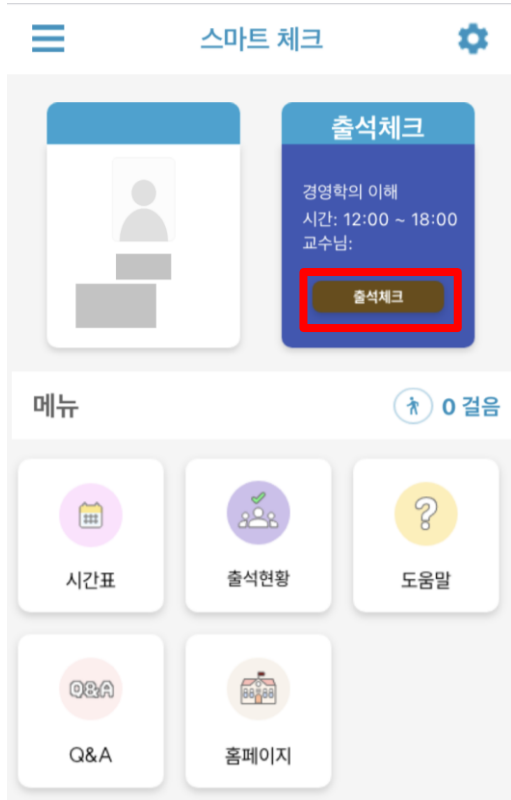 스마트 체크
출석체크
경영학의 이해
시간: 12:00 ~ 18:00
교수님:
출석체크
메뉴
0 걸음
시간표
출석현황
도움말
Q&A
Q&A
홈페이지